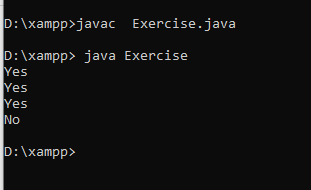 D:\xampp>javac  Exercise.java
D:\xampp> java Exercise
Yes
Yes
Yes
No
D:\xampp>